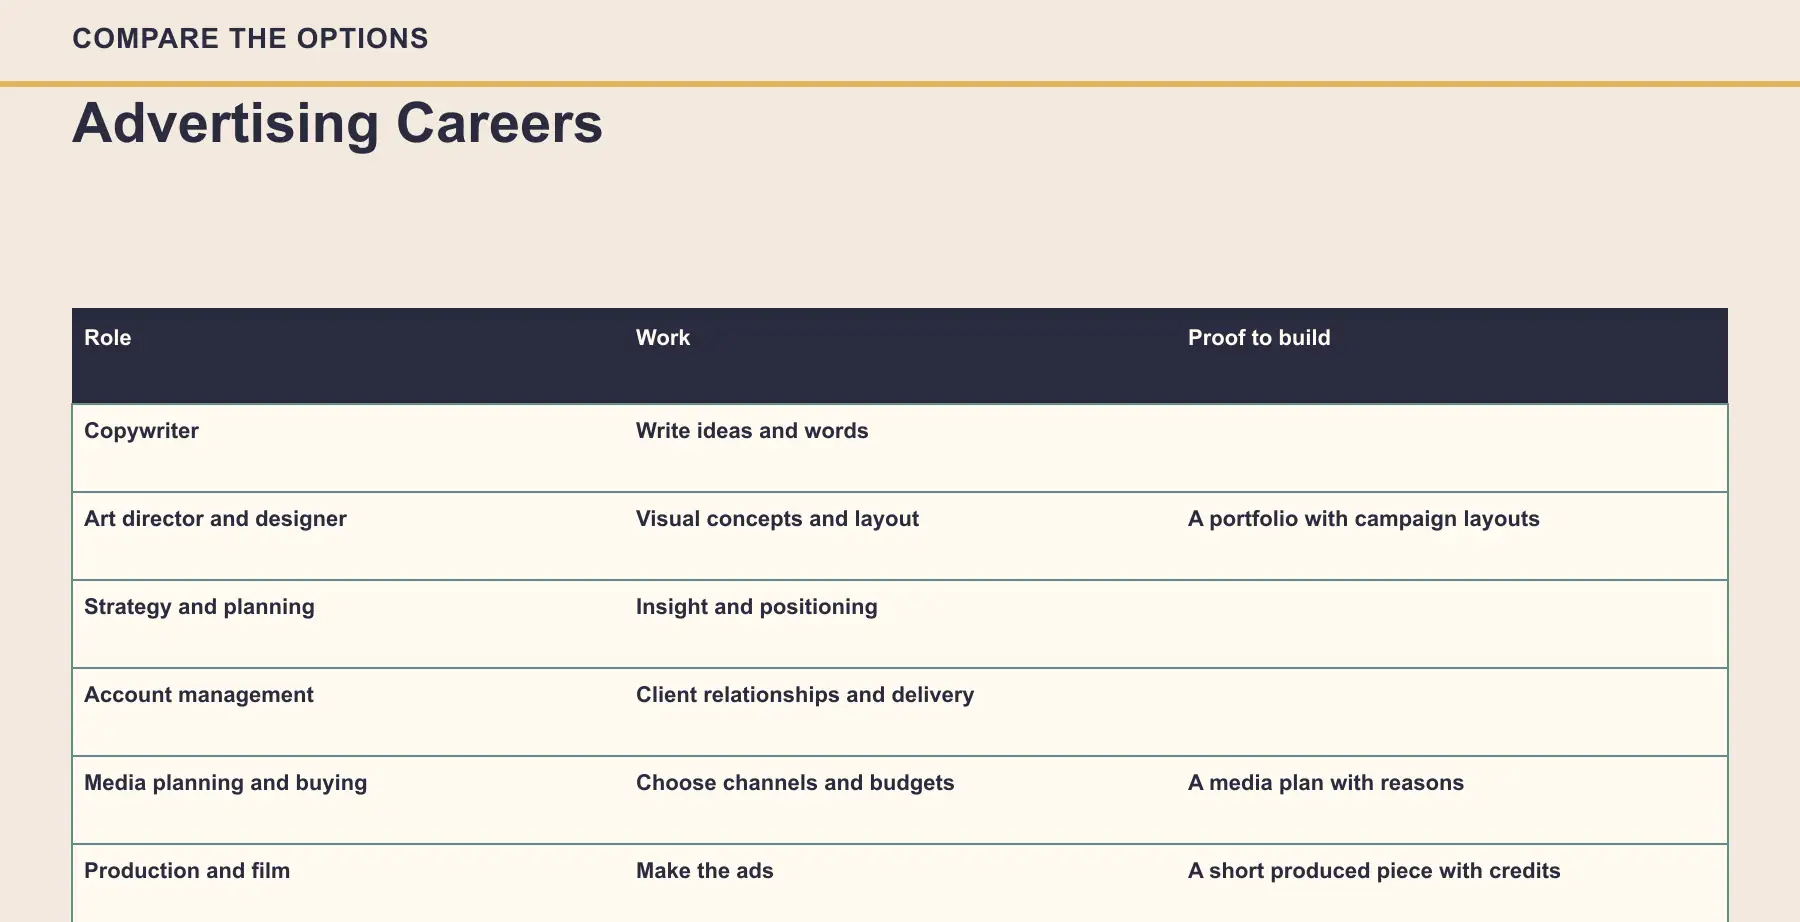 COMPARE THE OPTIONS
Advertising Careers
Role Work Proof to build
Copywriter Write ideas and words
Art director and designer Visual concepts and layout A portfolio with campaign layouts
Strategy and planning Insight and positioning
Account management Client relationships and delivery
Media planning and buying Choose channels and budgets A media plan with reasons
Production and film Make the ads A short produced piece with credits